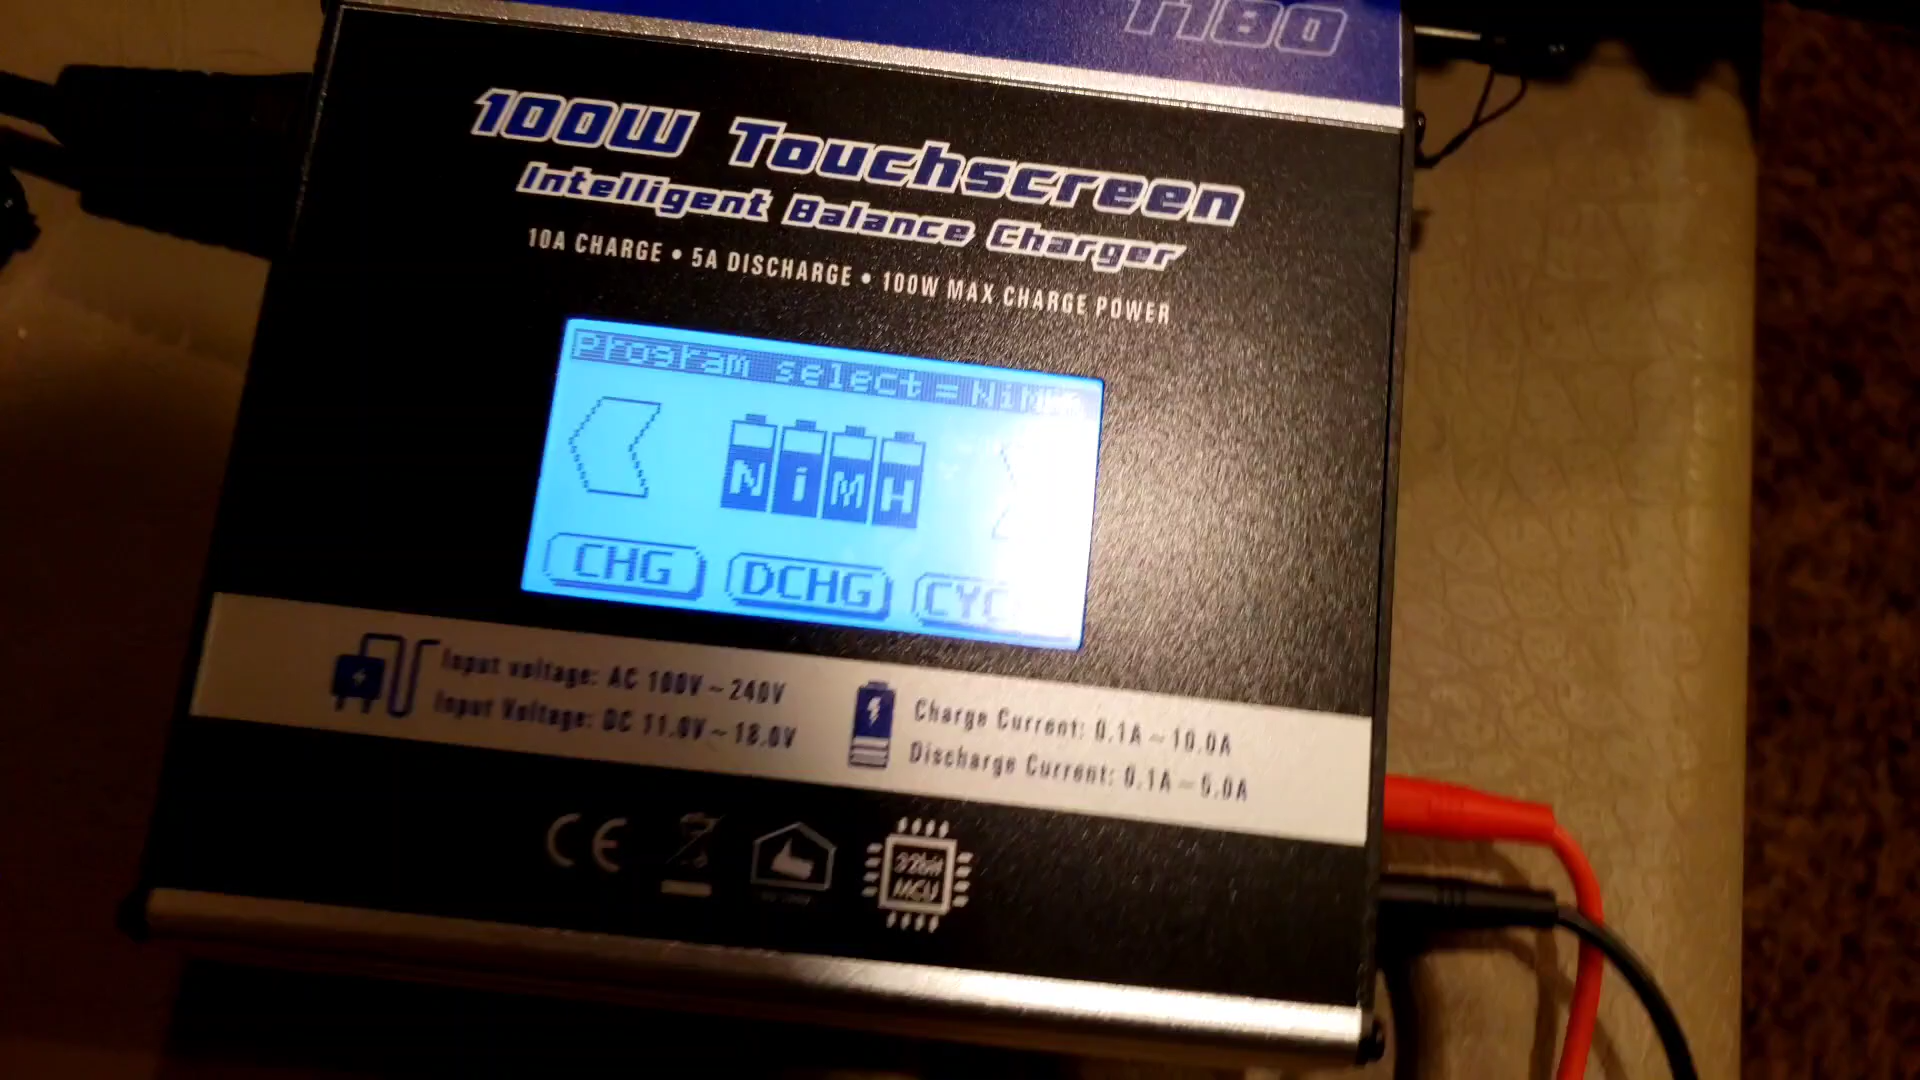 T180
100W Touchscreen
Intelligent Balance Charger
10A CHARGE • 5A DISCHARGE • 100W MAX CHARGE POWER
Program select=
NiMH
CHG DCHG
Input voltage: AC 100V~240V
Input Voltage: DC 11.0V~18.0V
Charge Current: 0.1A~10.0A
Discharge Current: 0.1A~5.0A
CE
32bit
MCU